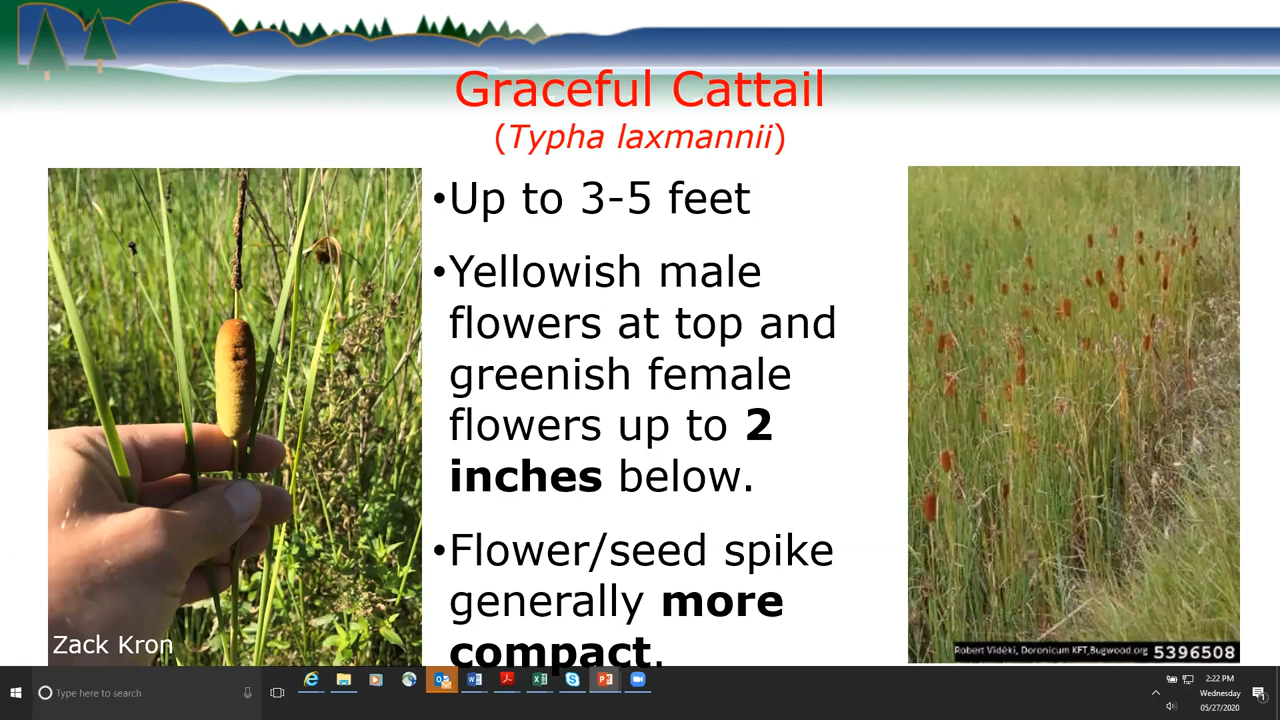 Graceful Cattail
(Typha laxmannii)
•Up to 3-5 feet
•Yellowish male
flowers at top and
greenish female
flowers up to 2
inches below.
•Flower/seed spike
generally more
compact.
Zack Kron
Robert Vidéki, Doronicum KFT,Bugwood.org 5396508
Type here to search
2:22 PM
Wednesday
05/27/2020